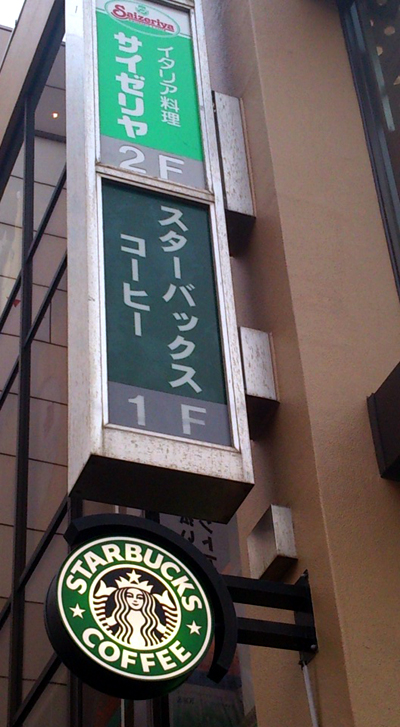 Saizeriya
イタリア料理
サイゼリヤ
2F
スターバックス
コーヒー
1F
STARBUCKS
COFFEE